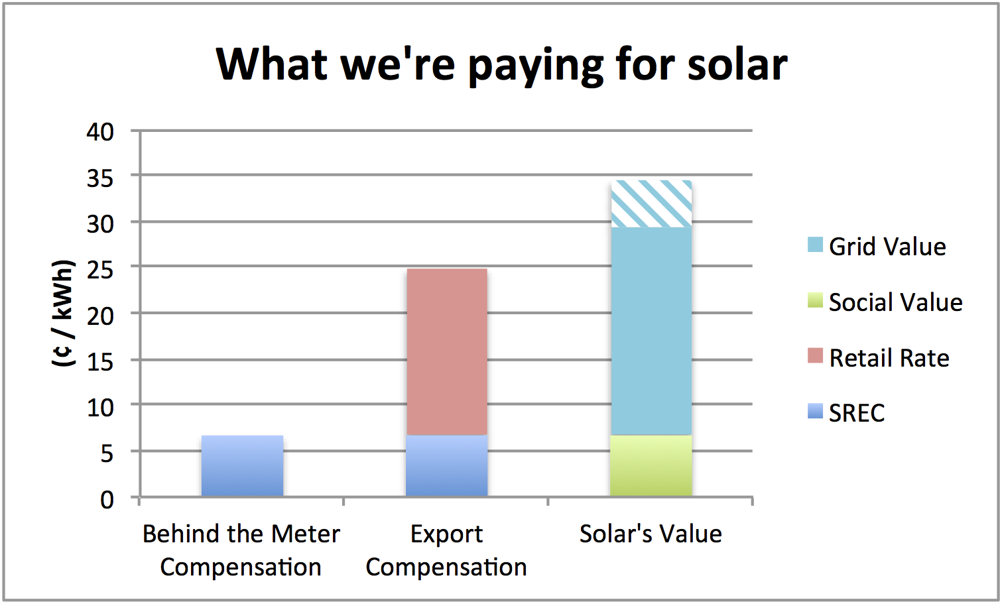 What we're paying for solar
40
35
30
25
20
15
10
5
0
(¢ / kWh)
Behind the Meter
Compensation
Export
Compensation
Solar's Value
Grid Value
Social Value
Retail Rate
SREC